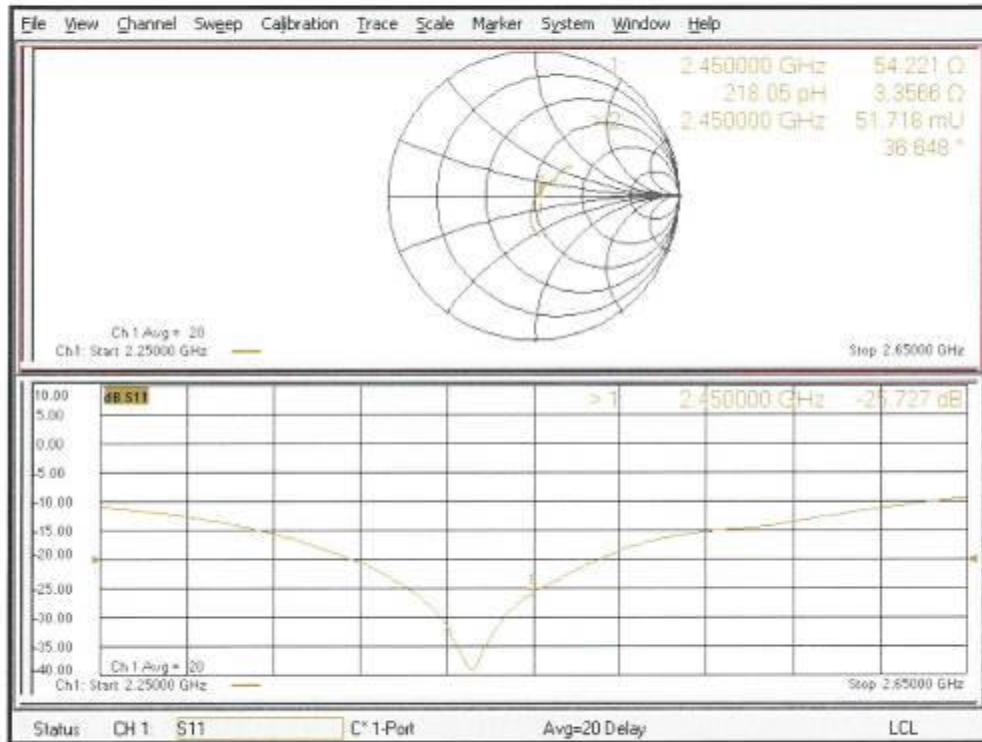 File View Channel Sweep Calibration Trace Scale Marker System Window Help
1 2.450000 GHz 54.221 Ω
218.05 pH 3.3566 Ω
> 2 2.450000 GHz 51.718 mU
36.648 °
Ch 1 Avg = 20
Ch1: Start 2.25000 GHz Stop 2.65000 GHz
10.00 dB S11 > 1 2.450000 GHz -25.727 dB
5.00
0.00
-5.00
-10.00
-15.00
-20.00
-25.00
-30.00
-35.00
-40.00 Ch 1 Avg = 20
Ch1: Start 2.25000 GHz Stop 2.65000 GHz
Status CH 1: S11 C* 1-Port Avg=20 Delay LCL